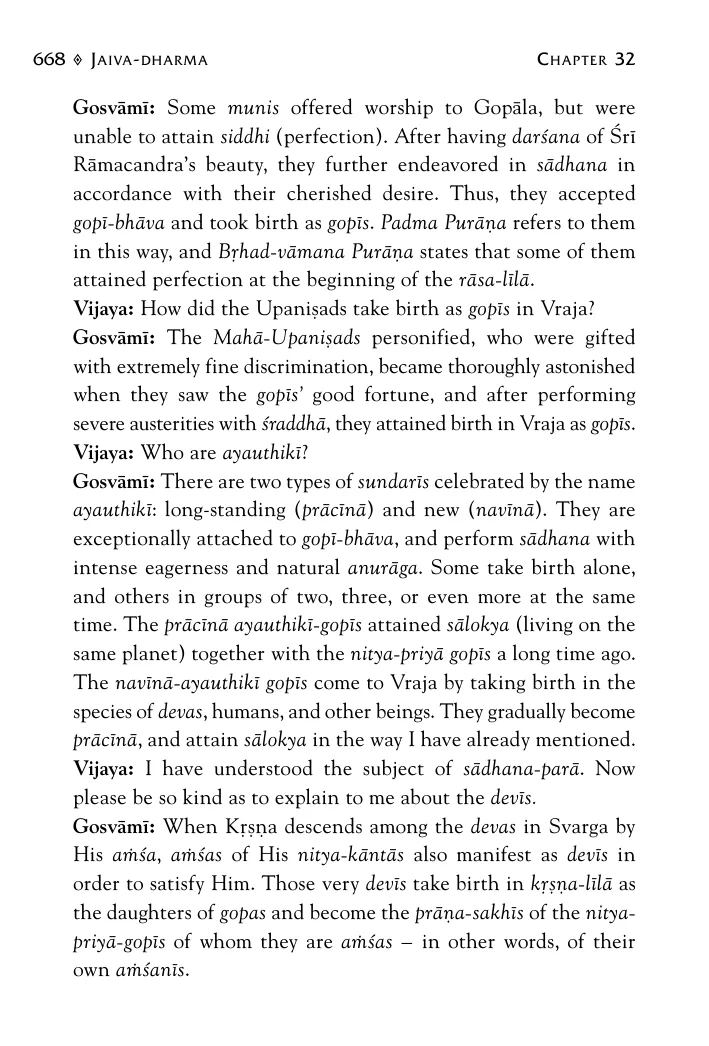 668 ◈ JAIVA-DHARMA CHAPTER 32
Gosvāmī: Some munis offered worship to Gopāla, but were
unable to attain siddhi (perfection). After having darśana of Śrī
Rāmacandra’s beauty, they further endeavored in sādhana in
accordance with their cherished desire. Thus, they accepted
gopī-bhāva and took birth as gopīs. Padma Purāṇa refers to them
in this way, and Bṛhad-vāmana Purāṇa states that some of them
attained perfection at the beginning of the rāsa-līlā.
Vijaya: How did the Upaniṣads take birth as gopīs in Vraja?
Gosvāmī: The Mahā-Upaniṣads personified, who were gifted
with extremely fine discrimination, became thoroughly astonished
when they saw the gopīs’ good fortune, and after performing
severe austerities with śraddhā, they attained birth in Vraja as gopīs.
Vijaya: Who are ayauthikī?
Gosvāmī: There are two types of sundarīs celebrated by the name
ayauthikī: long-standing (prācīnā) and new (navīnā). They are
exceptionally attached to gopī-bhāva, and perform sādhana with
intense eagerness and natural anurāga. Some take birth alone,
and others in groups of two, three, or even more at the same
time. The prācīnā ayauthikī-gopīs attained sālokya (living on the
same planet) together with the nitya-priyā gopīs a long time ago.
The navīnā-ayauthikī gopīs come to Vraja by taking birth in the
species of devas, humans, and other beings. They gradually become
prācīnā, and attain sālokya in the way I have already mentioned.
Vijaya: I have understood the subject of sādhana-parā. Now
please be so kind as to explain to me about the devīs.
Gosvāmī: When Kṛṣṇa descends among the devas in Svarga by
His aṁśa, aṁśas of His nitya-kāntās also manifest as devīs in
order to satisfy Him. Those very devīs take birth in kṛṣṇa-līlā as
the daughters of gopas and become the prāṇa-sakhīs of the nitya-
priyā-gopīs of whom they are aṁśas – in other words, of their
own aṁśanīs.